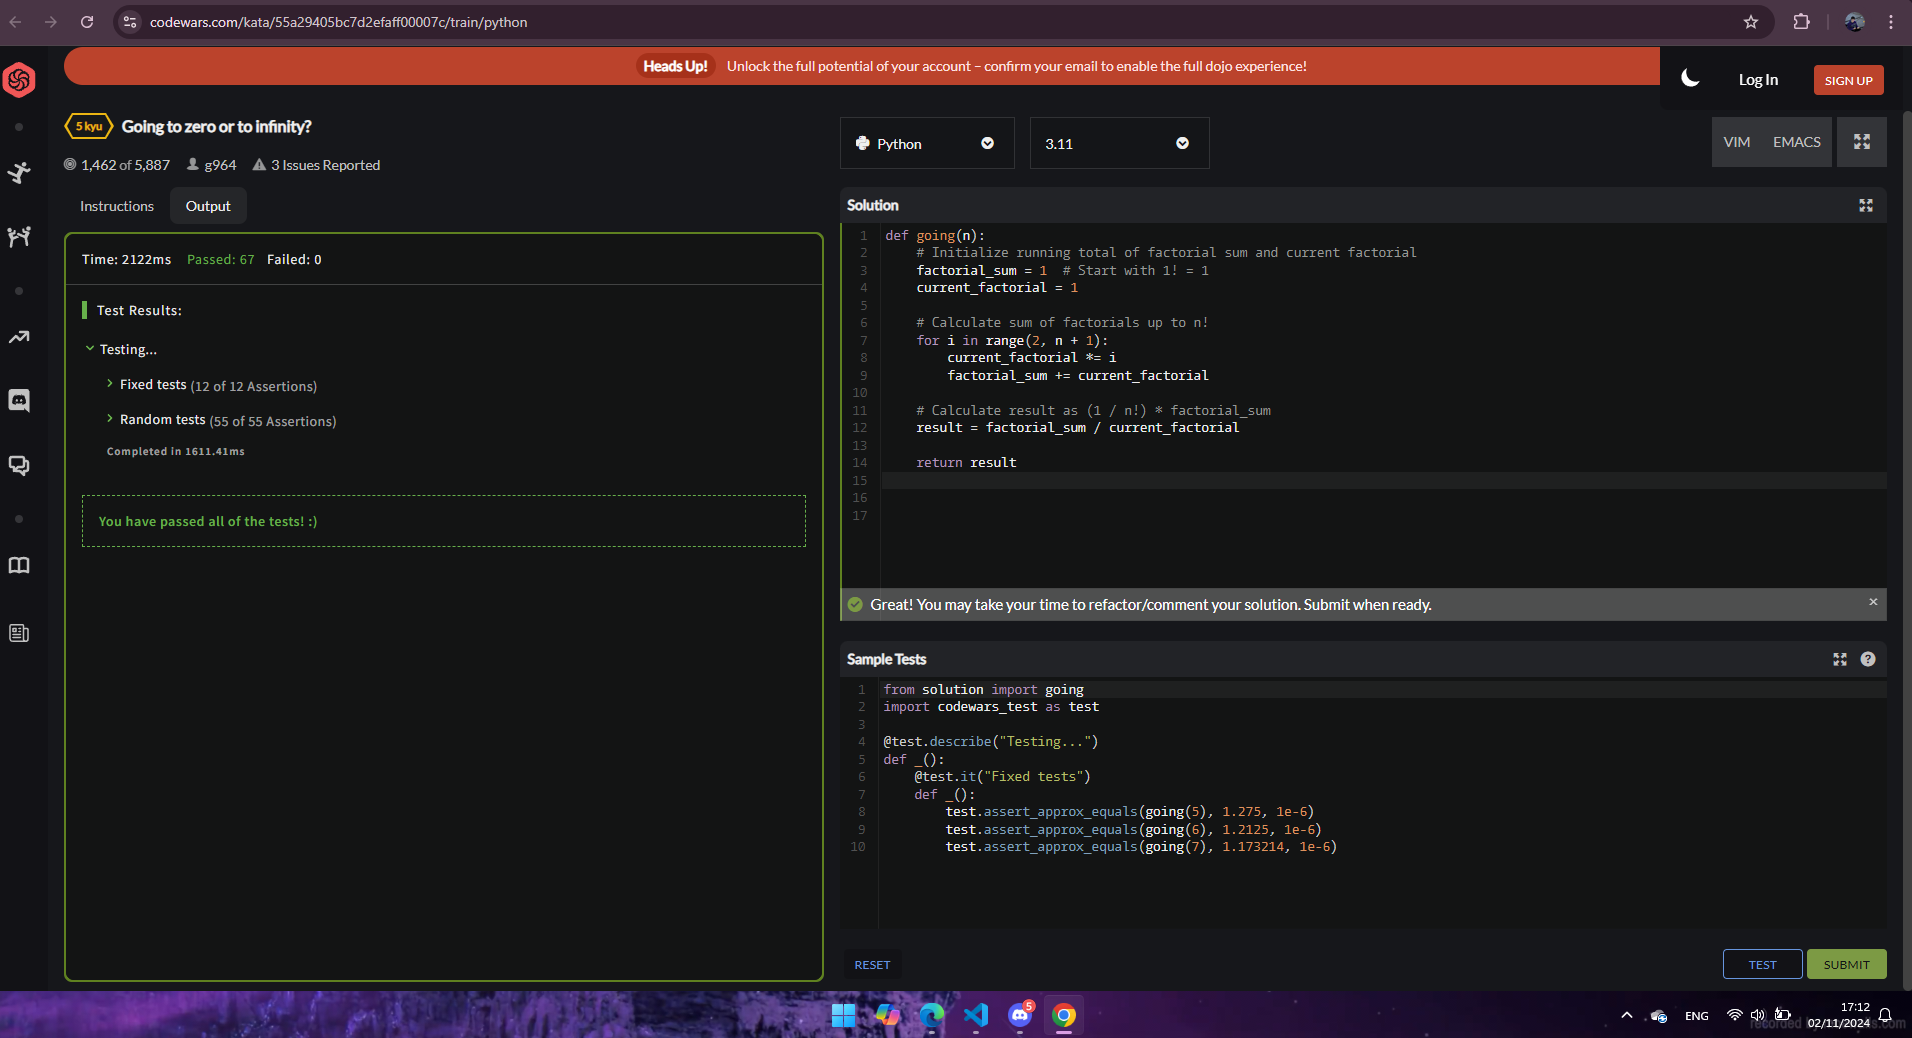 codewars.com/kata/55a29405bc7d2efaff00007c/train/python
Heads Up! Unlock the full potential of your account – confirm your email to enable the full dojo experience!
Log In
SIGN UP
5 kyu Going to zero or to infinity?
1,462 of 5,887 g964 3 Issues Reported
Instructions Output
Time: 2122ms Passed: 67 Failed: 0
Test Results:
Testing...
Fixed tests (12 of 12 Assertions)
Random tests (55 of 55 Assertions)
Completed in 1611.41ms
You have passed all of the tests! :)
Python
3.11
VIM EMACS
Solution
1 def going(n):
2 # Initialize running total of factorial sum and current factorial
3 factorial_sum = 1  # Start with 1! = 1
4 current_factorial = 1
5
6 # Calculate sum of factorials up to n!
7 for i in range(2, n + 1):
8 current_factorial *= i
9 factorial_sum += current_factorial
10
11 # Calculate result as (1 / n!) * factorial_sum
12 result = factorial_sum / current_factorial
13
14 return result
15
16
17
Great! You may take your time to refactor/comment your solution. Submit when ready.
Sample Tests
1 from solution import going
2 import codewars_test as test
3
4 @test.describe("Testing...")
5 def _():
6 @test.it("Fixed tests")
7 def _():
8 test.assert_approx_equals(going(5), 1.275, 1e-6)
9 test.assert_approx_equals(going(6), 1.2125, 1e-6)
10 test.assert_approx_equals(going(7), 1.173214, 1e-6)
RESET
TEST
SUBMIT
5
ENG
17:12
02/11/2024